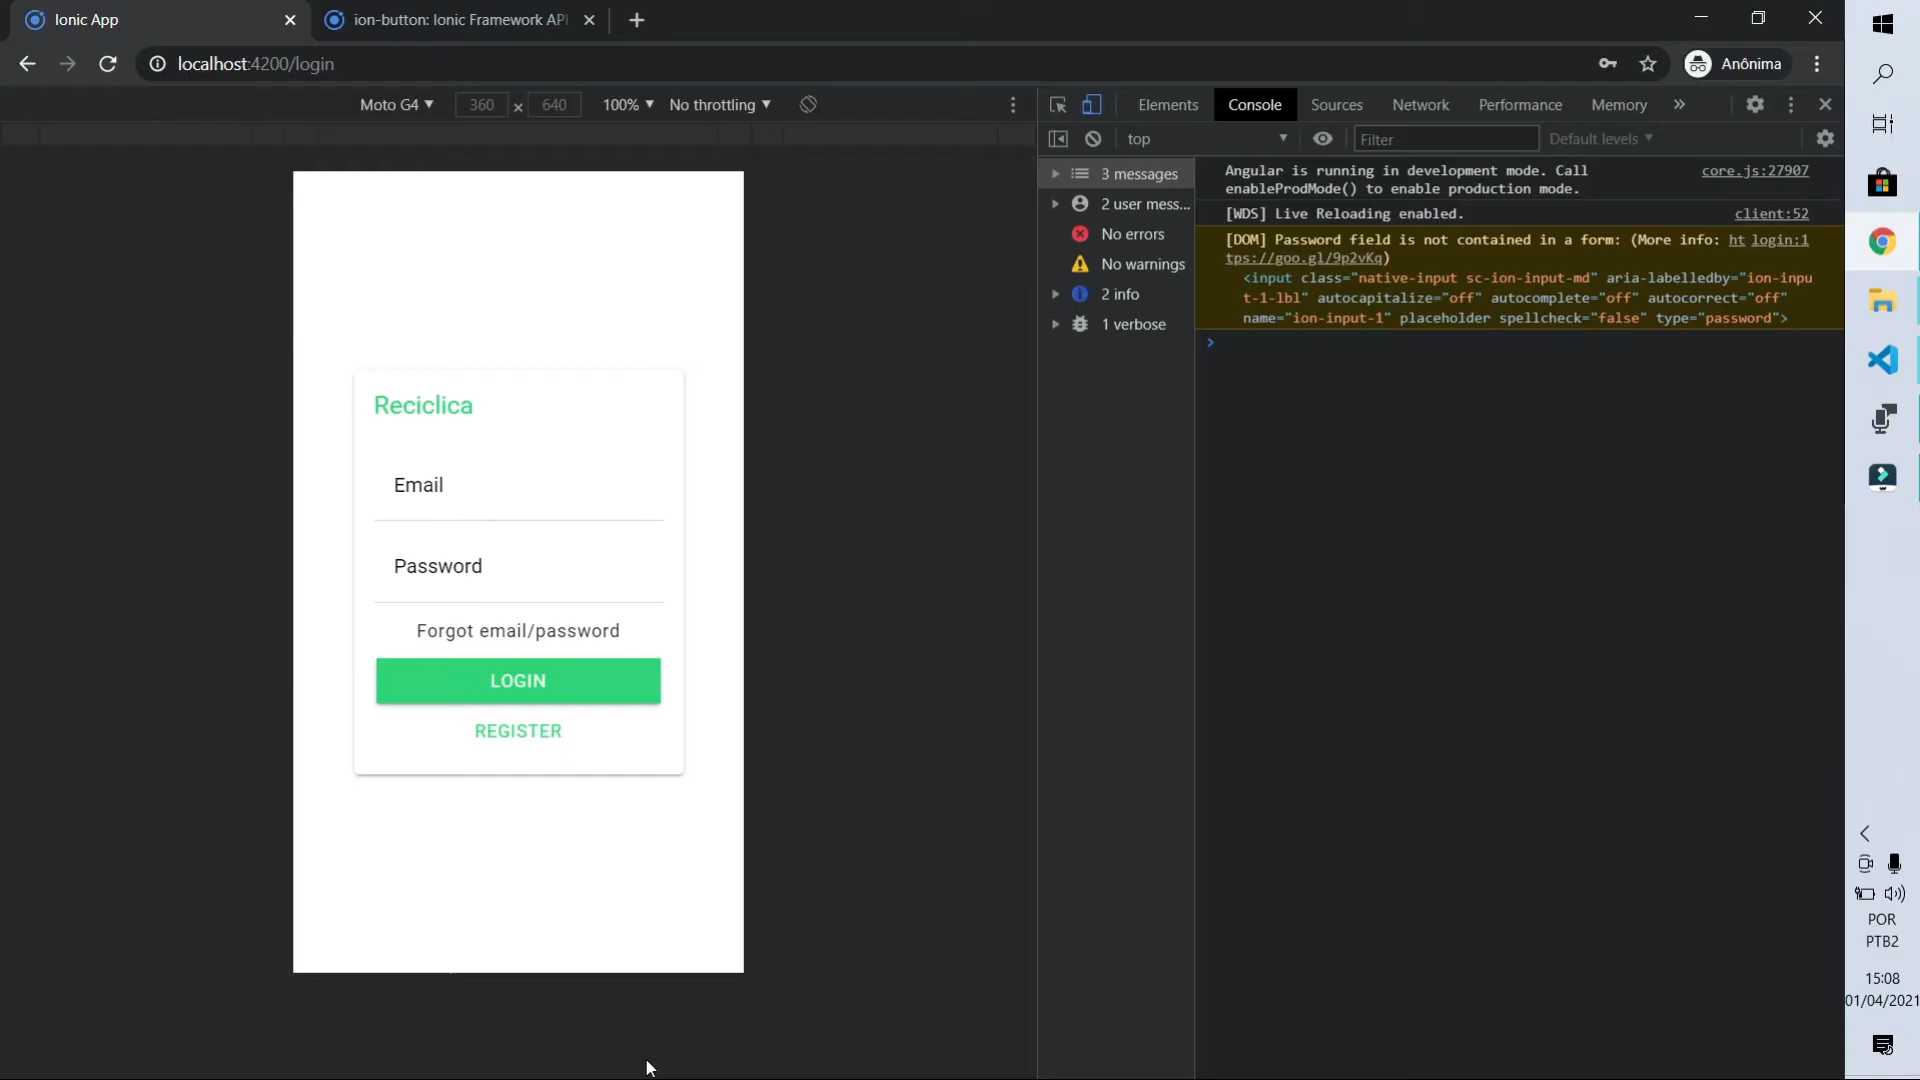 Ionic App
ion-button: Ionic Framework API
localhost:4200/login
Anônima
Moto G4 ▼ 360 × 640 100% ▼ No throttling ▼
Elements Console Sources Network Performance Memory »
top ▼ Filter Default levels ▼
3 messages
2 user mess...
No errors
No warnings
2 info
1 verbose
Angular is running in development mode. Call core.js:27907
enableProdMode() to enable production mode.
[WDS] Live Reloading enabled. client:52
[DOM] Password field is not contained in a form: (More info: ht login:1
tps://goo.gl/9p2vKq)
<input class="native-input sc-ion-input-md" aria-labelledby="ion-inpu
t-1-lbl" autocapitalize="off" autocomplete="off" autocorrect="off"
name="ion-input-1" placeholder spellcheck="false" type="password">
Reciclica
Email
Password
Forgot email/password
LOGIN
REGISTER
POR
PTB2
15:08
01/04/2021